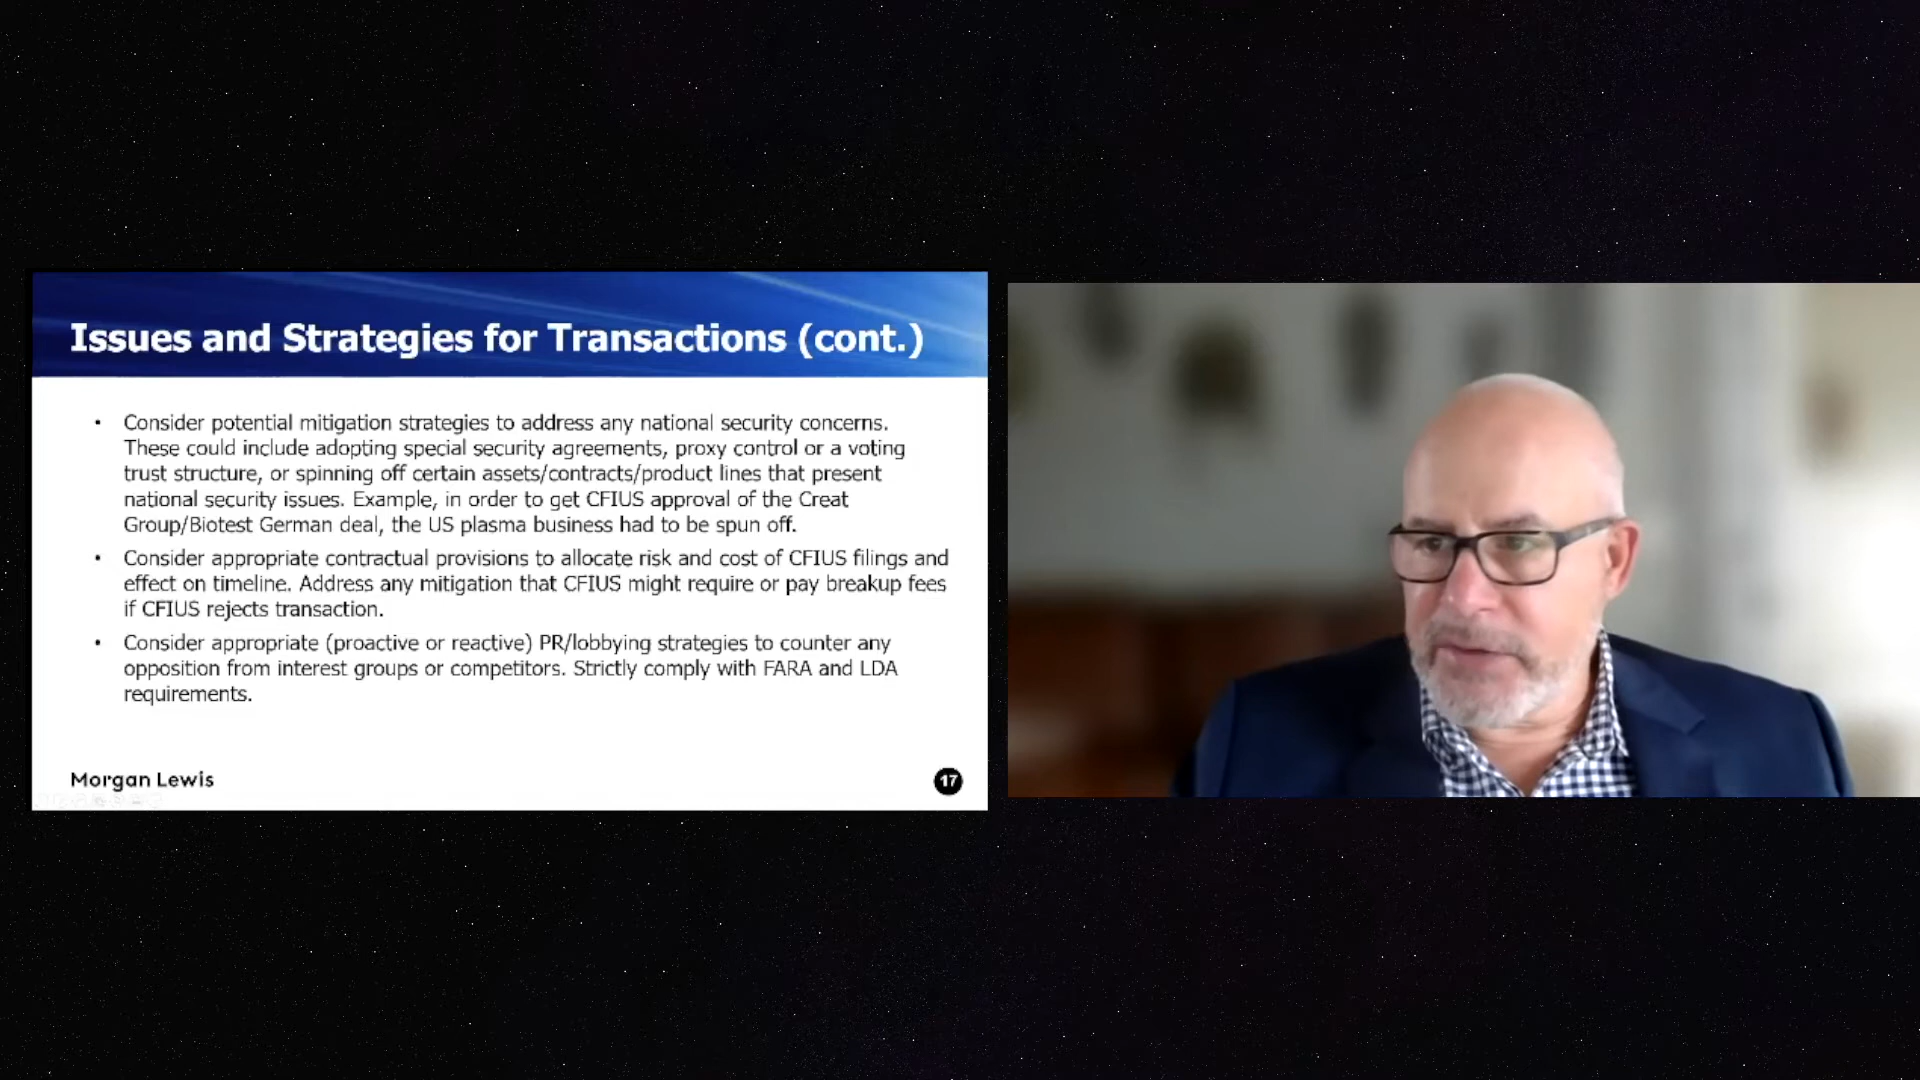 Issues and Strategies for Transactions (cont.)
• Consider potential mitigation strategies to address any national security concerns.
These could include adopting special security agreements, proxy control or a voting
trust structure, or spinning off certain assets/contracts/product lines that present
national security issues. Example, in order to get CFIUS approval of the Creat
Group/Biotest German deal, the US plasma business had to be spun off.
• Consider appropriate contractual provisions to allocate risk and cost of CFIUS filings and
effect on timeline. Address any mitigation that CFIUS might require or pay breakup fees
if CFIUS rejects transaction.
• Consider appropriate (proactive or reactive) PR/lobbying strategies to counter any
opposition from interest groups or competitors. Strictly comply with FARA and LDA
requirements.
Morgan Lewis
17